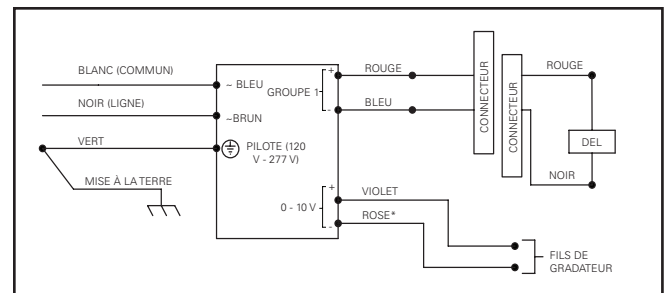 BLANC (COMMUN)
NOIR (LIGNE)
VERT
MISE À LA TERRE
~ BLEU
GROUPE 1
~BRUN
PILOTE (120
V - 277 V)
0 - 10 V
+
-
+
-
ROUGE
BLEU
VIOLET
ROSE*
CONNECTEUR
CONNECTEUR
ROUGE
DEL
NOIR
FILS DE
GRADATEUR